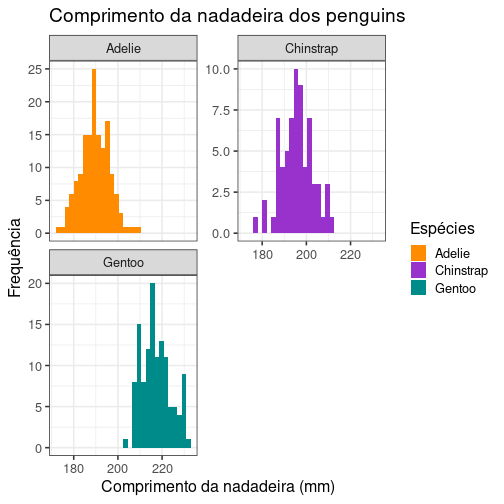 Comprimento da nadadeira dos penguins
Adelie
Chinstrap
25
20
15
10
5
0
10.0
7.5
5.0
2.5
0.0
180
200
220
Gentoo
20
15
10
5
0
180
200
220
Frequência
Comprimento da nadadeira (mm)
Espécies
Adelie
Chinstrap
Gentoo